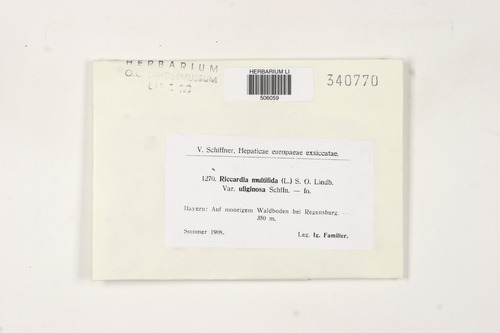 HERBARIUM
O.Ö. LANDESMUSEUM
HERBARIUM LI
506059
340770
V. Schiffner, Hepaticae europaeae exsiccatae.
1270. Riccardia multifida (L.) S. O. Lindb.
Var. uliginosa Schffn. — fo.
Bayern: Auf moorigem Waldboden bei Regensburg. —
350 m.
Sommer 1908.
Leg. Ig. Familler.